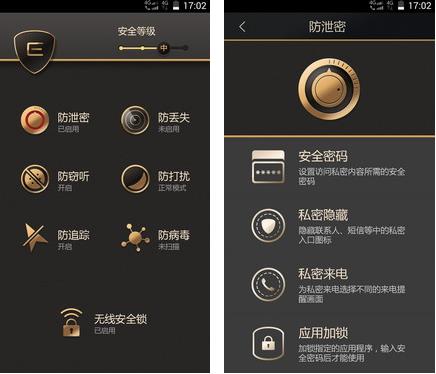 4G 4G 17:02
安全等级
中
防泄密
已启用
防丢失
未启用
防窃听
开启
防打扰
正常模式
防追踪
开启
防病毒
未扫描
无线安全锁
已启用
4G 4G 17:02
防泄密
安全密码
设置访问私密内容所需的安全
密码
私密隐藏
隐藏联系人、短信等中的私密
入口图标
私密来电
为私密来电选择不同的来电提
醒画面
应用加锁
加锁指定的应用程序，输入安
全密码后才能使用